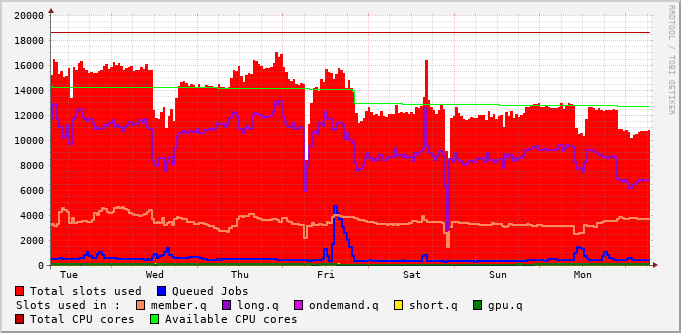 20000
18000
16000
14000
12000
10000
8000
6000
4000
2000
0
Tue Wed Thu Fri Sat Sun Mon
RRDTOOL / TOBI OETIKER
Total slots used Queued Jobs
Slots used in : member.q long.q ondemand.q short.q gpu.q
Total CPU cores Available CPU cores